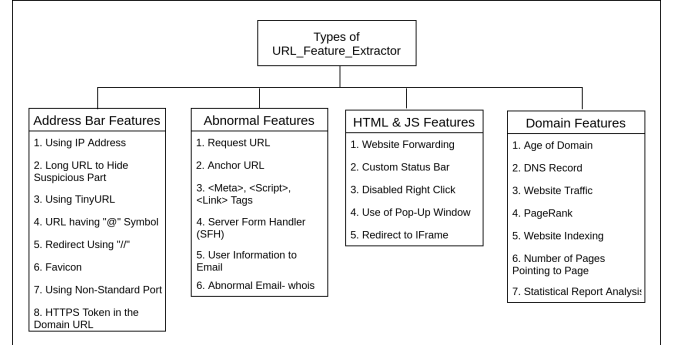 Types of
URL_Feature_Extractor
Address Bar Features
1. Using IP Address
2. Long URL to Hide
Suspicious Part
3. Using TinyURL
4. URL having "@" Symbol
5. Redirect Using "//"
6. Favicon
7. Using Non-Standard Port
8. HTTPS Token in the
Domain URL
Abnormal Features
1. Request URL
2. Anchor URL
3. <Meta>, <Script>,
<Link> Tags
4. Server Form Handler
(SFH)
5. User Information to
Email
6. Abnormal Email- whois
HTML & JS Features
1. Website Forwarding
2. Custom Status Bar
3. Disabled Right Click
4. Use of Pop-Up Window
5. Redirect to IFrame
Domain Features
1. Age of Domain
2. DNS Record
3. Website Traffic
4. PageRank
5. Website Indexing
6. Number of Pages
Pointing to Page
7. Statistical Report Analysis